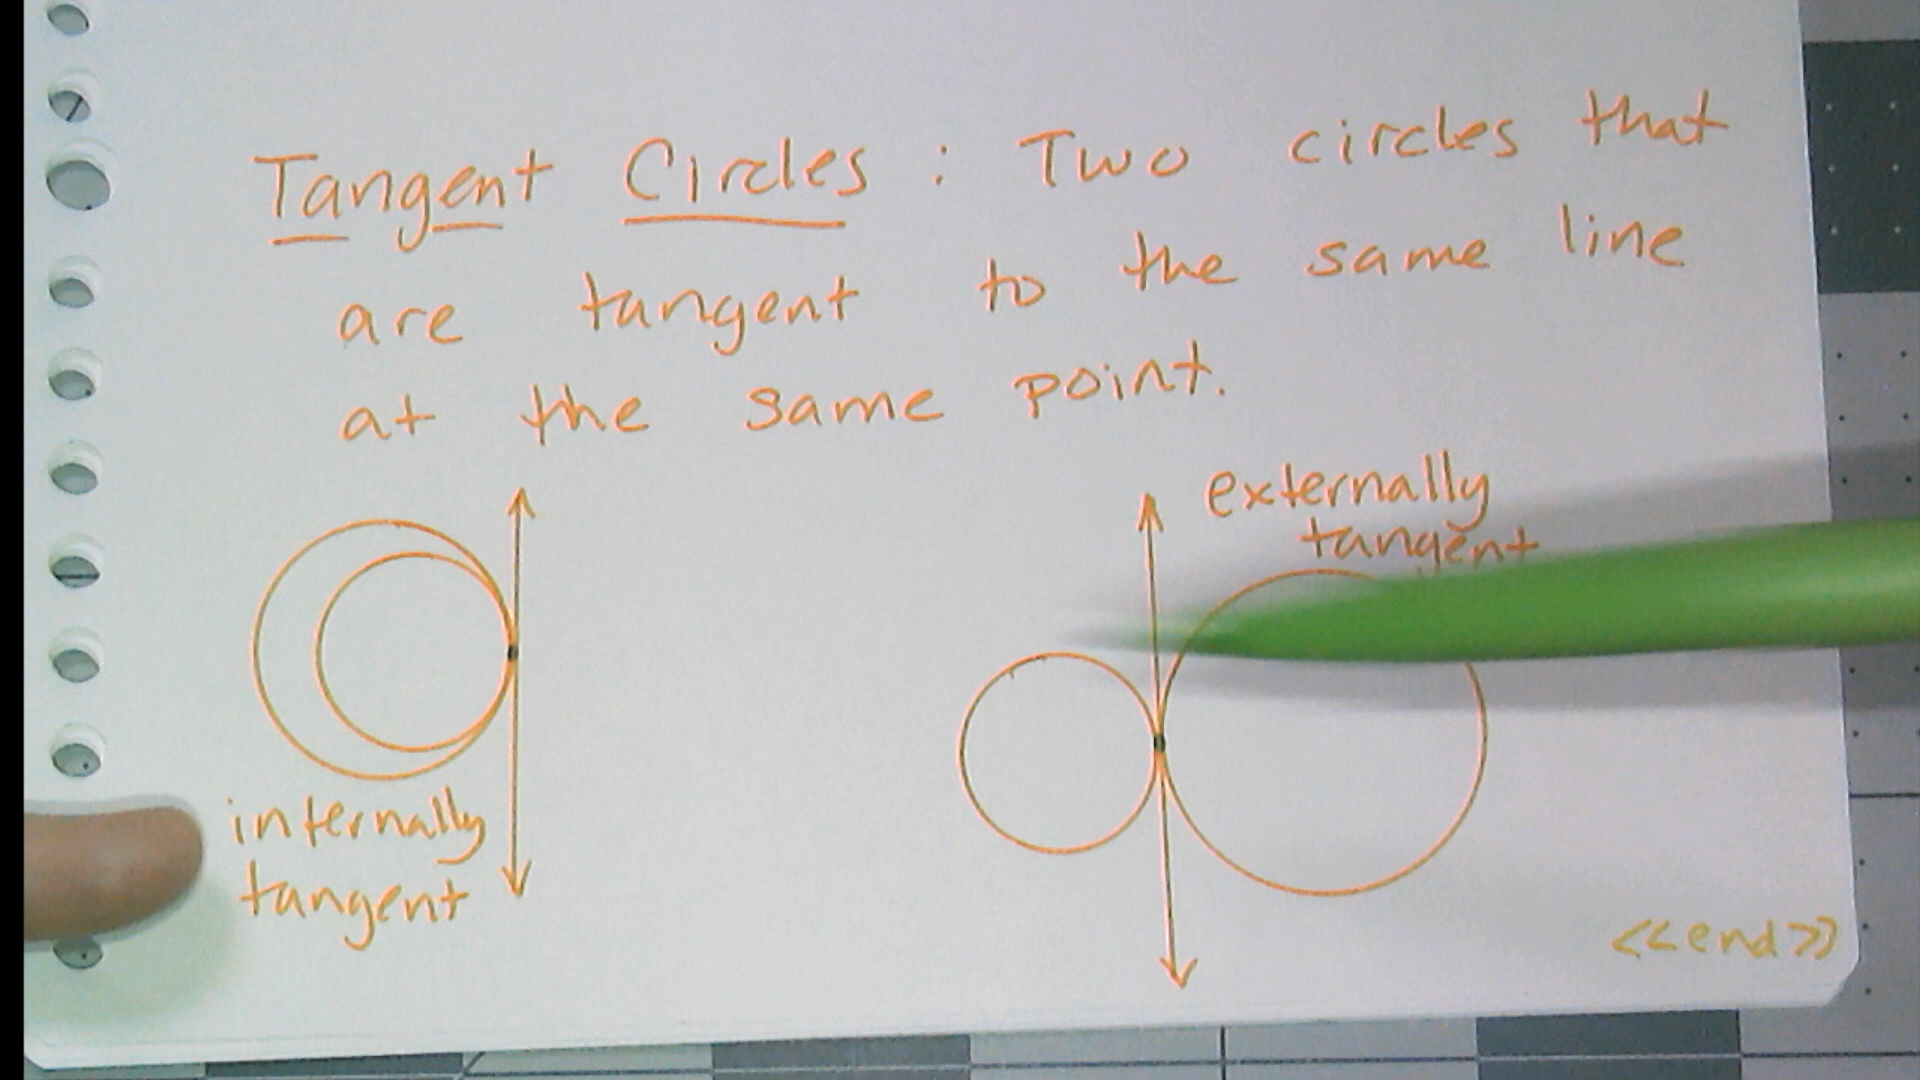 Tangent Circles : Two circles that
are tangent to the same line
at the same point.
externally
tangent
internally
tangent
<<end>>